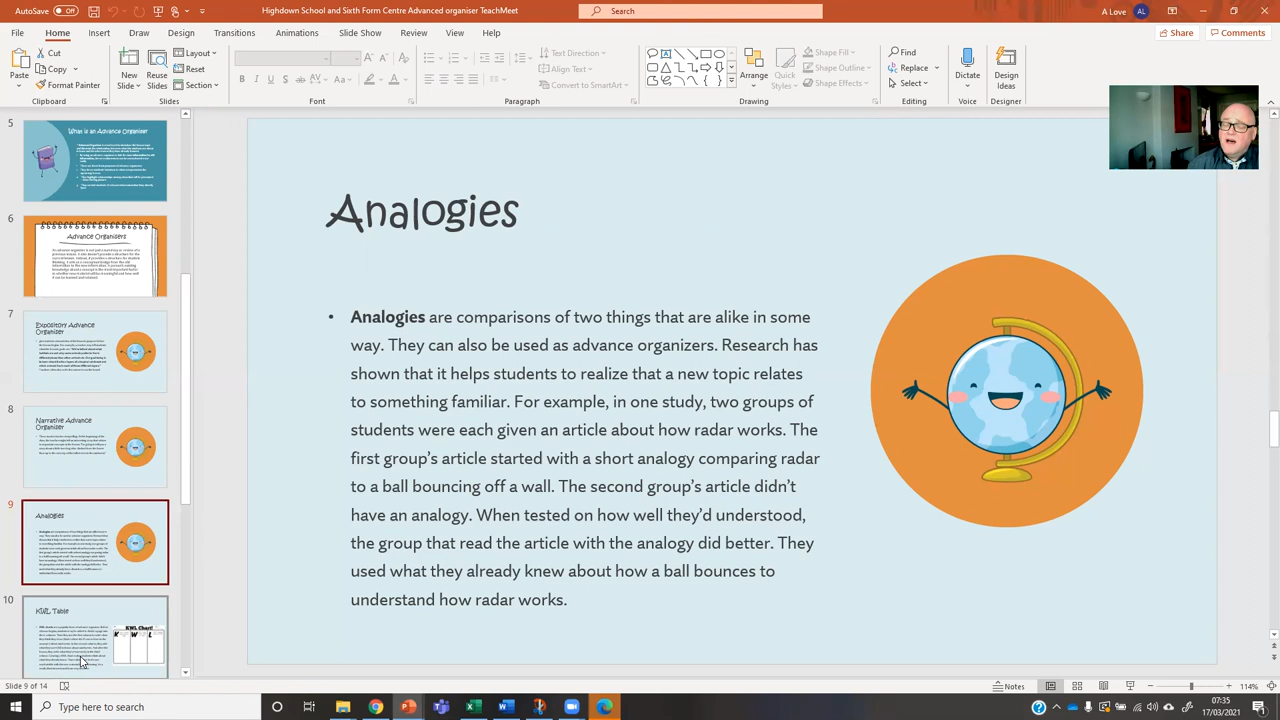 AutoSave Off
Highdown School and Sixth Form Centre Advanced organiser TeachMeet
Search
A Love AL
File Home Insert Draw Design Transitions Animations Slide Show Review View Help
Share Comments
Paste
Cut
Copy
Format Painter
Clipboard
New Slide
Reuse Slides
Layout
Reset
Section
Slides
Font
Text Direction
Align Text
Convert to SmartArt
Paragraph
Arrange
Quick Styles
Shape Fill
Shape Outline
Shape Effects
Drawing
Find
Replace
Select
Editing
Dictate
Voice
Design Ideas
Designer
5
What is an Advance Organiser
6
Advance Organisers
7
Expository Advance
Organiser
8
Narrative Advance
Organiser
9
Analogies
10
KWL Table
KWL Chart!
K W L
Analogies
• Analogies are comparisons of two things that are alike in some
way. They can also be used as advance organizers. Research has
shown that it helps students to realize that a new topic relates
to something familiar. For example, in one study, two groups of
students were each given an article about how radar works. The
first group's article started with a short analogy comparing radar
to a ball bouncing off a wall. The second group's article didn't
have an analogy. When tested on how well they'd understood,
the group that read the article with the analogy did better. They
used what they already knew about how a ball bounces to
understand how radar works.
Slide 9 of 14
Notes
114%
Type here to search
07:35
17/03/2021